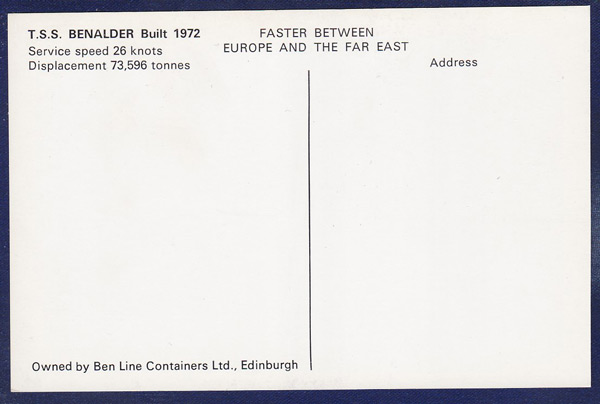 T.S.S. BENALDER Built 1972
Service speed 26 knots
Displacement 73,596 tonnes
FASTER BETWEEN
EUROPE AND THE FAR EAST
Address
Owned by Ben Line Containers Ltd., Edinburgh